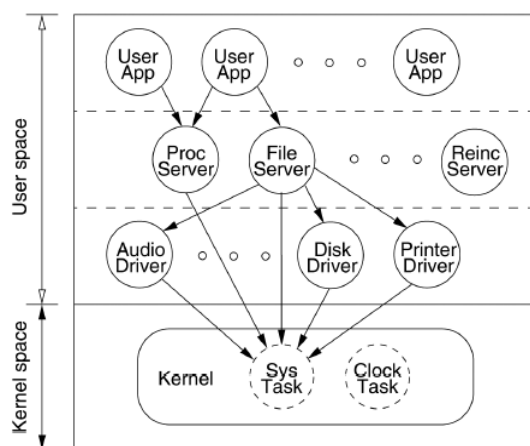 User space
User
App
User
App
User
App
Proc
Server
File
Server
Reinc
Server
Audio
Driver
Disk
Driver
Printer
Driver
Kernel space
Kernel
Sys
Task
Clock
Task